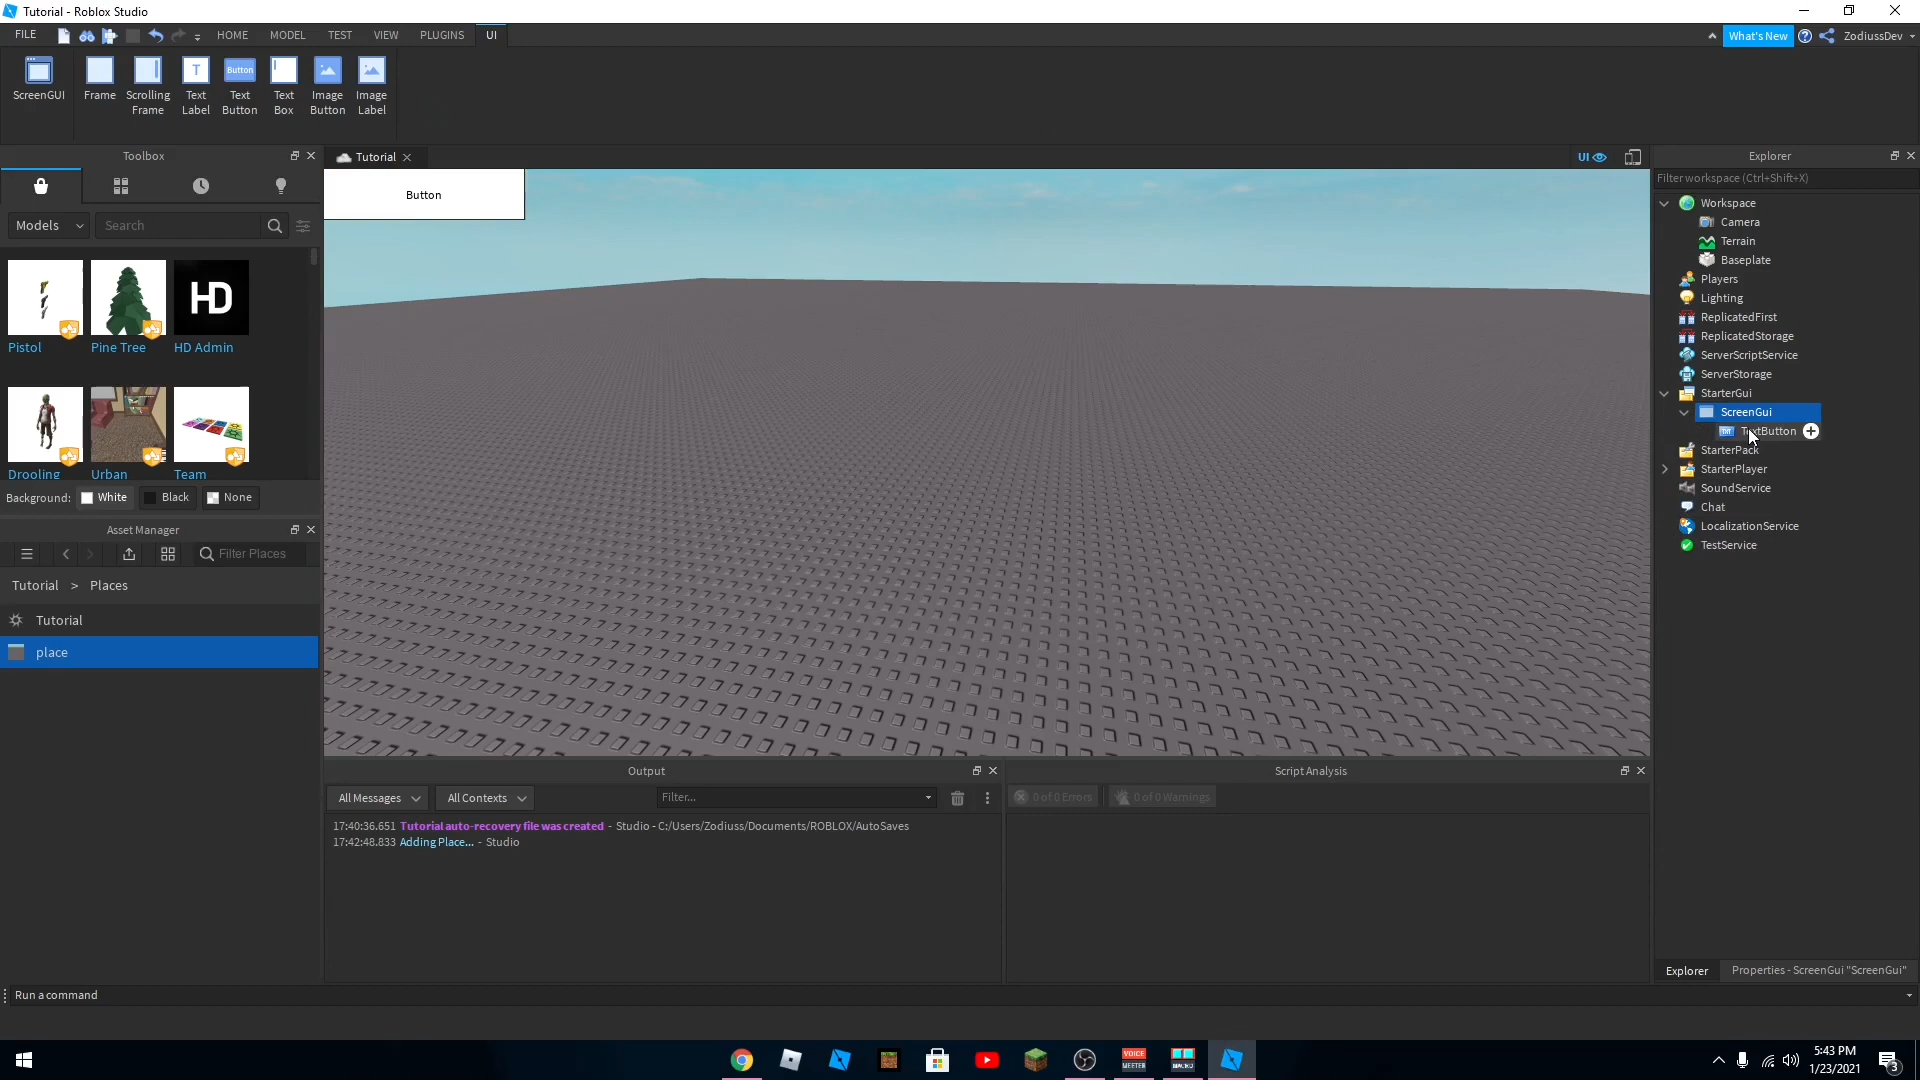 Tutorial - Roblox Studio
FILE HOME MODEL TEST VIEW PLUGINS UI What's New ZodiussDev
ScreenGUI
Frame
Scrolling Frame
Text Label
Button
Text Button
Text Box
Image Button
Image Label
Toolbox
Models Search
Pistol Pine Tree HD HD Admin
Drooling Urban Team
Background: White Black None
Asset Manager
Filter Places
Tutorial > Places
Tutorial
place
Tutorial UI
Button
Output
All Messages All Contexts Filter...
17:40:36.651 Tutorial auto-recovery file was created - Studio - C:/Users/Zodiuss/Documents/ROBLOX/AutoSaves
17:42:48.833 Adding Place... - Studio
Script Analysis
0 of 0 Errors 0 of 0 Warnings
Explorer
Filter workspace (Ctrl+Shift+X)
Workspace
Camera
Terrain
Baseplate
Players
Lighting
ReplicatedFirst
ReplicatedStorage
ServerScriptService
ServerStorage
StarterGui
ScreenGui
TextButton
StarterPack
StarterPlayer
SoundService
Chat
LocalizationService
TestService
Explorer Properties - ScreenGui "ScreenGui"
Run a command
VOICE MEETER
MACRO
5:43 PM
1/23/2021
3